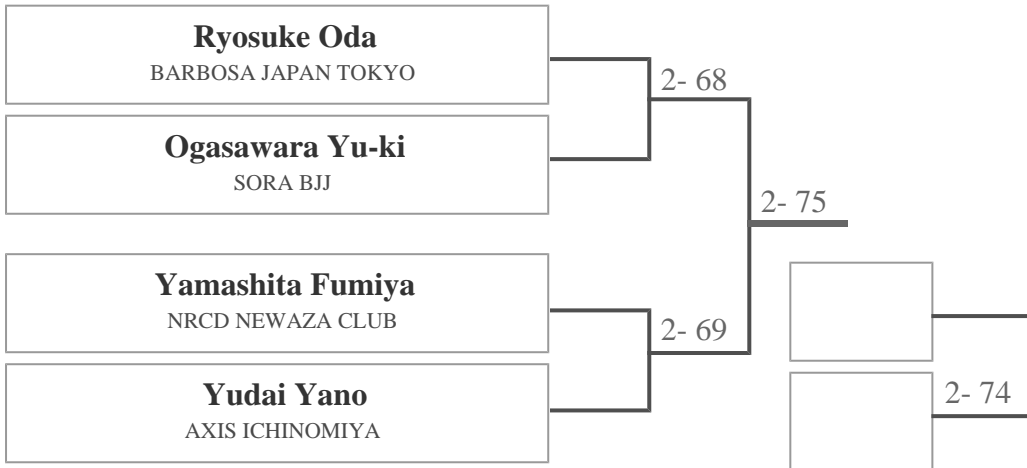 Ryosuke Oda
BARBOSA JAPAN TOKYO
2- 68
Ogasawara Yu-ki
SORA BJJ
2- 75
Yamashita Fumiya
NRCD NEWAZA CLUB
2- 69
Yudai Yano
AXIS ICHINOMIYA
2- 74